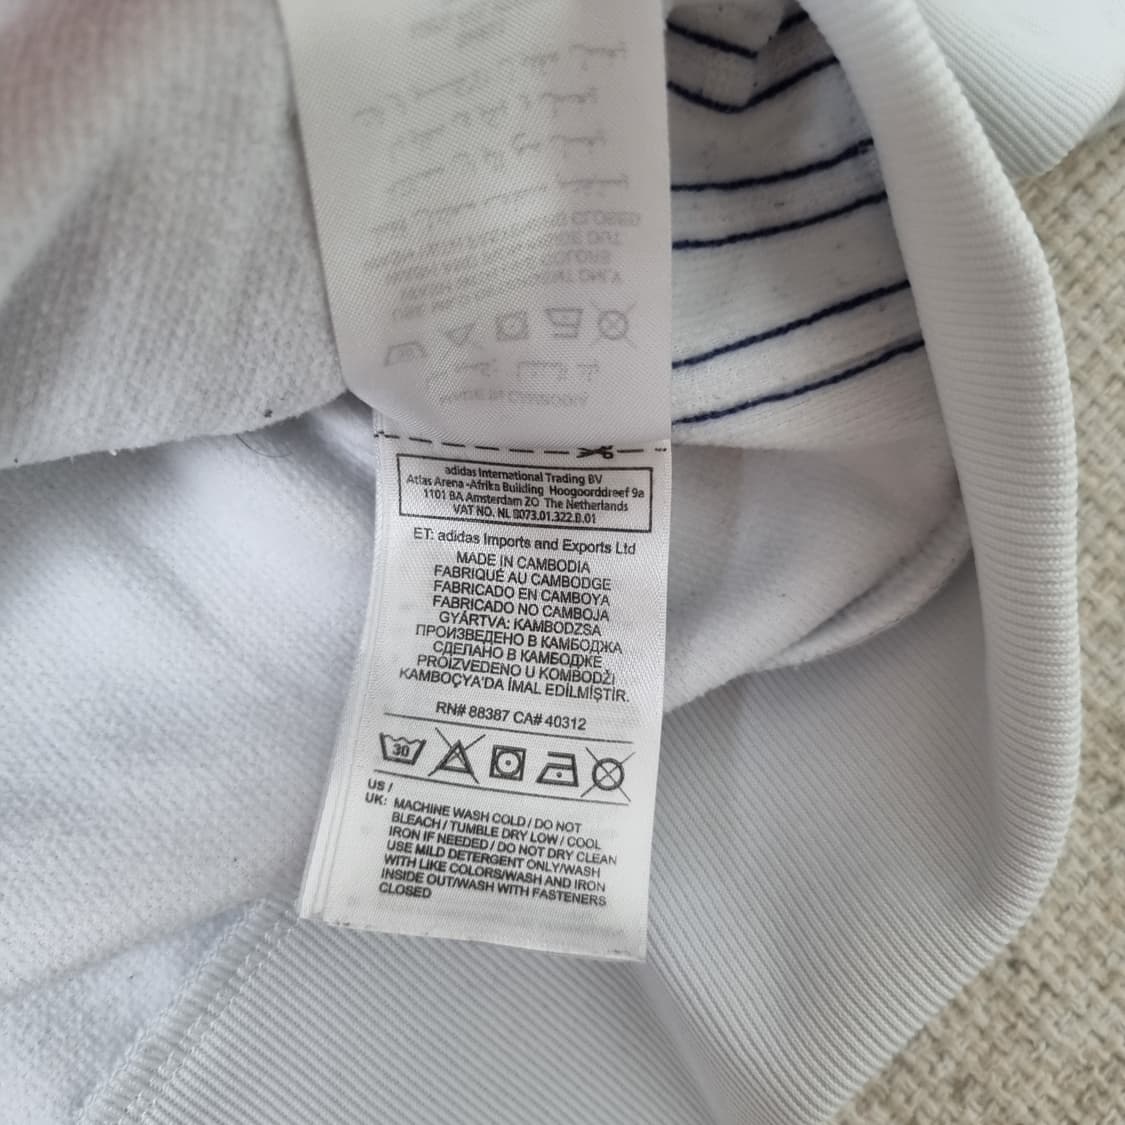 adidas International Trading BV
Atlas Arena -Afrika Building Hoogoorddreef 9a
1101 BA Amsterdam ZO The Netherlands
VAT NO. NL 8073.01.322.B.01
ET: adidas Imports and Exports Ltd
MADE IN CAMBODIA
FABRIQUÉ AU CAMBODGE
FABRICADO EN CAMBOYA
FABRICADO NO CAMBOJA
GYÁRTVA: KAMBODZSA
ПРОИЗВЕДЕНО В КАМБОДЖА
СДЕЛАНО В КАМБОДЖЕ
PROİZVEDENO U KOMBODŽİ
KAMBOÇYA'DA İMAL EDİLMİŞTİR.
RN# 88387 CA# 40312
30
US /
UK: MACHINE WASH COLD / DO NOT
BLEACH / TUMBLE DRY LOW / COOL
IRON IF NEEDED / DO NOT DRY CLEAN
USE MILD DETERGENT ONLY/WASH
WITH LIKE COLORS/WASH AND IRON
INSIDE OUT/WASH WITH FASTENERS
CLOSED